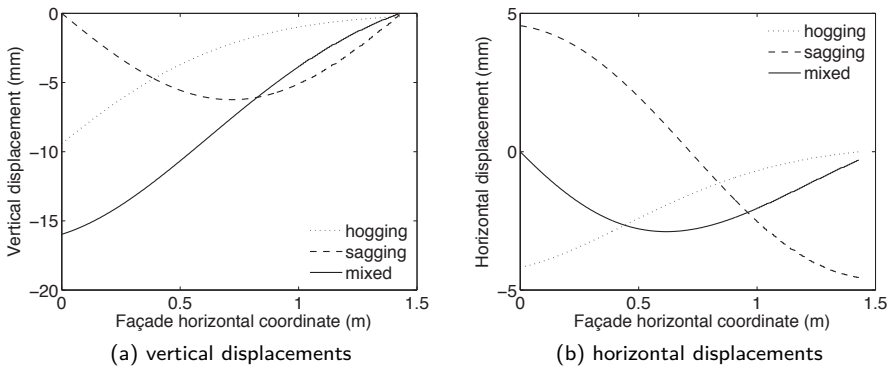 0
−5
−10
−15
−20
Vertical displacement (mm)
hogging
sagging
mixed
0 0.5 1 1.5
Façade horizontal coordinate (m)
(a) vertical displacements
5
0
−5
Horizontal displacement (mm)
hogging
sagging
mixed
0 0.5 1 1.5
Façade horizontal coordinate (m)
(b) horizontal displacements